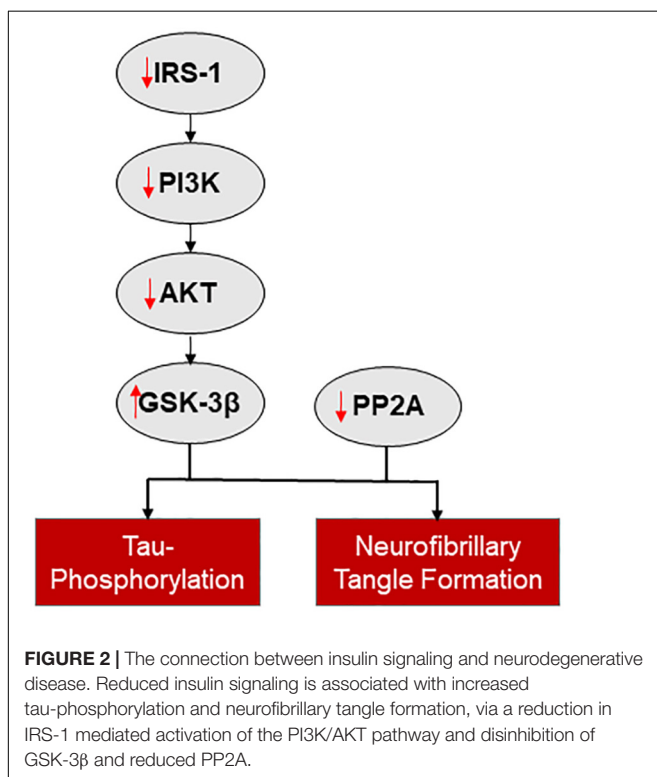 IRS-1
PI3K
AKT
GSK-3β
PP2A
Tau-
Phosphorylation
Neurofibrillary
Tangle Formation
FIGURE 2 | The connection between insulin signaling and neurodegenerative
disease. Reduced insulin signaling is associated with increased
tau-phosphorylation and neurofibrillary tangle formation, via a reduction in
IRS-1 mediated activation of the PI3K/AKT pathway and disinhibition of
GSK-3β and reduced PP2A.